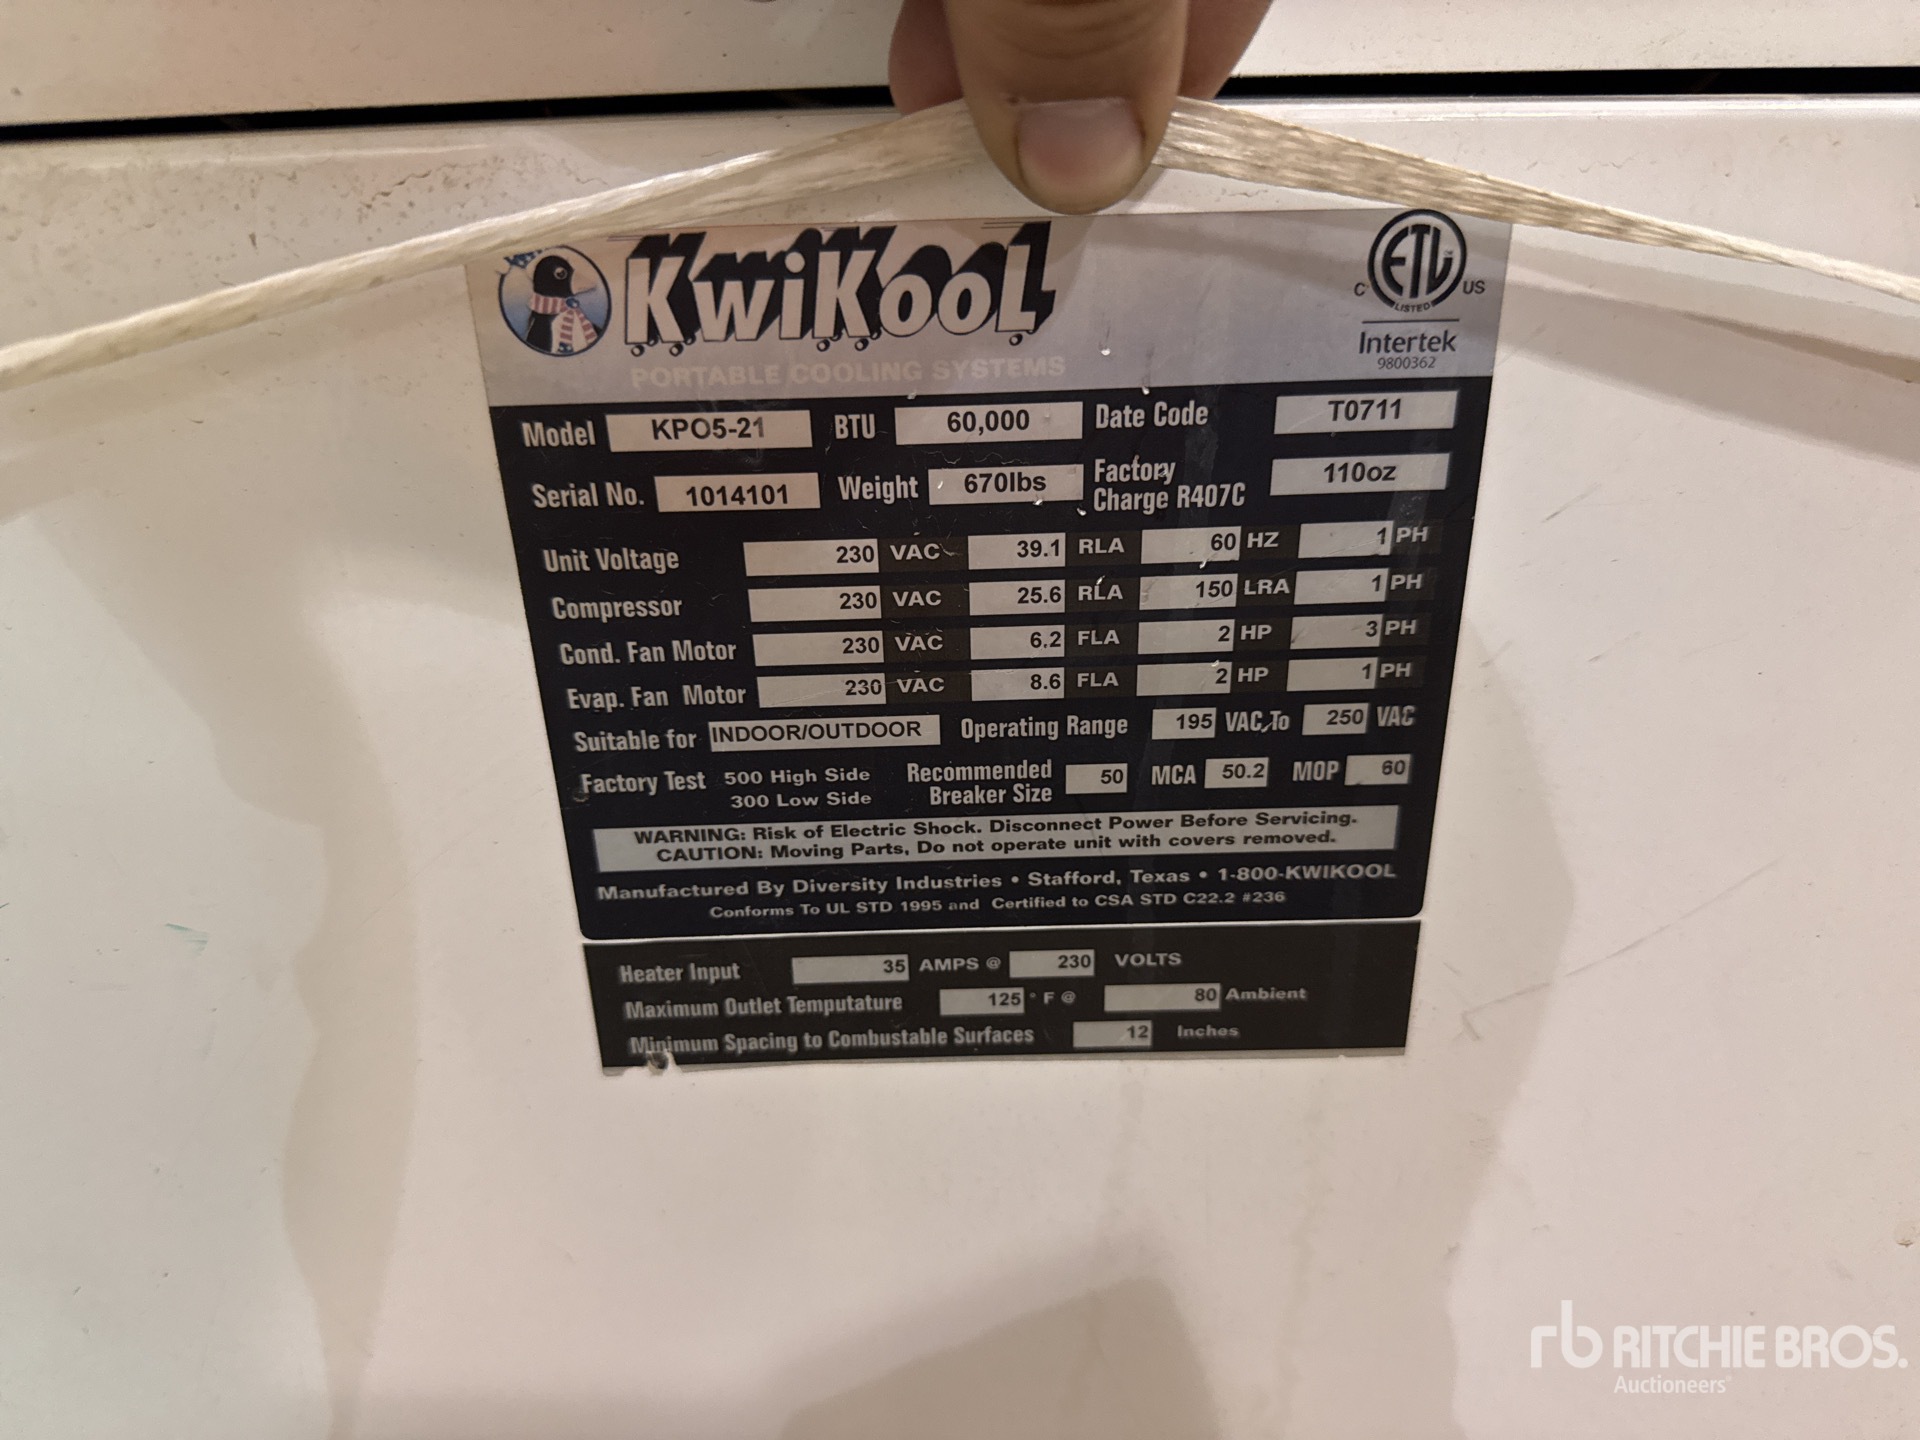 KwiKool
PORTABLE COOLING SYSTEMS
ETL
C US
LISTED
Intertek
9800362
Model KPO5-21 BTU 60,000 Date Code T0711
Serial No. 1014101 Weight 670lbs Factory Charge R407C 110oz
Unit Voltage 230 VAC 39.1 RLA 60 HZ 1 PH
Compressor 230 VAC 25.6 RLA 150 LRA 1 PH
Cond. Fan Motor 230 VAC 6.2 FLA 2 HP 3 PH
Evap. Fan Motor 230 VAC 8.6 FLA 2 HP 1 PH
Suitable for INDOOR/OUTDOOR Operating Range 195 VAC To 250 VAC
Factory Test 500 High Side Recommended
300 Low Side Breaker Size 50 MCA 50.2 MOP 60
WARNING: Risk of Electric Shock. Disconnect Power Before Servicing.
CAUTION: Moving Parts, Do not operate unit with covers removed.
Manufactured By Diversity Industries • Stafford, Texas • 1-800-KWIKOOL
Conforms To UL STD 1995 and Certified to CSA STD C22.2 #236
Heater Input 35 AMPS @ 230 VOLTS
Maximum Outlet Temputature 125 ° F @ 80 Ambient
Minimum Spacing to Combustable Surfaces 12 Inches
rb RITCHIE BROS.
Auctioneers